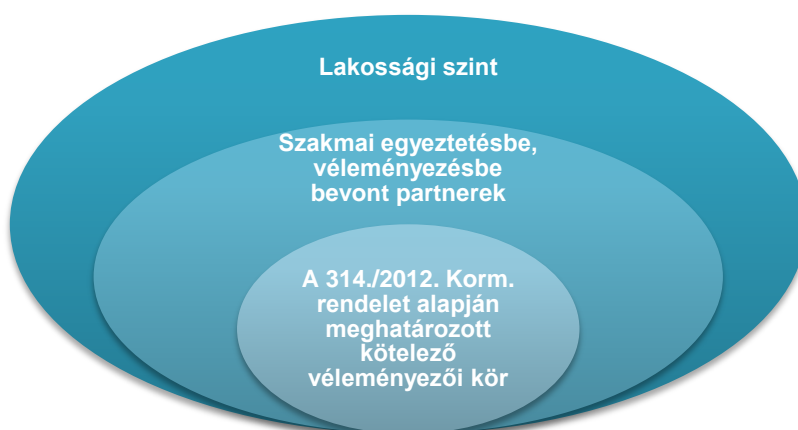 Lakossági szint
Szakmai egyeztetésbe,
véleményezésbe
bevont partnerek
A 314./2012. Korm.
rendelet alapján
meghatározott
kötelező
véleményezői kör